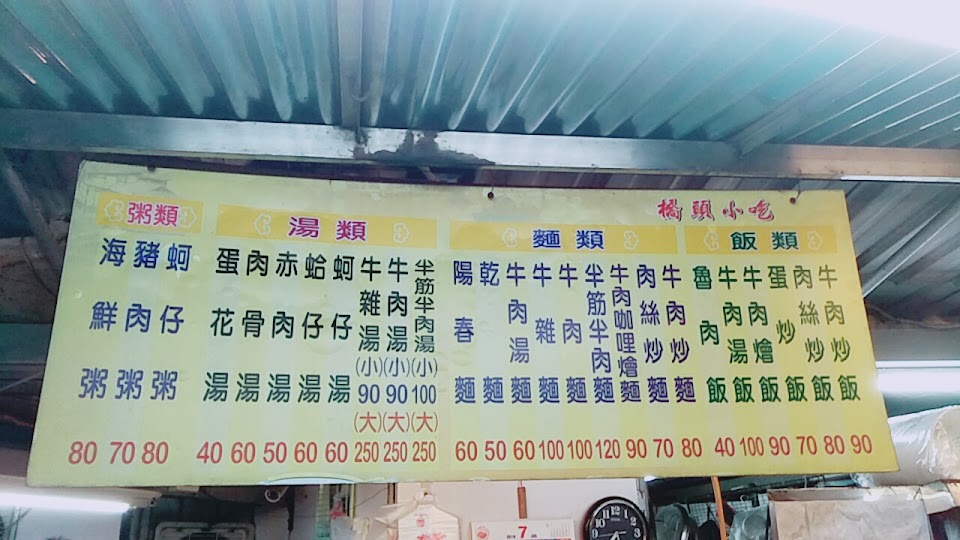 橋頭小吃
粥類
海鮮粥 80
豬肉粥 70
蚵仔粥 80
湯類
蛋花湯 40
肉骨湯 60
赤肉湯 50
蛤仔湯 60
蚵仔湯 60
牛雜湯 (小) 90 (大) 250
牛肉湯 (小) 90 (大) 250
半筋半肉湯 (小) 100 (大) 250
麵類
陽春麵 60
乾麵 50
牛肉湯麵 60
牛雜麵 100
牛肉麵 100
半筋半肉麵 120
牛肉咖哩燴麵 90
肉絲炒麵 70
牛肉炒麵 80
飯類
魯肉飯 40
牛肉湯飯 100
牛肉燴飯 90
蛋炒飯 70
肉絲炒飯 80
牛肉炒飯 90
7